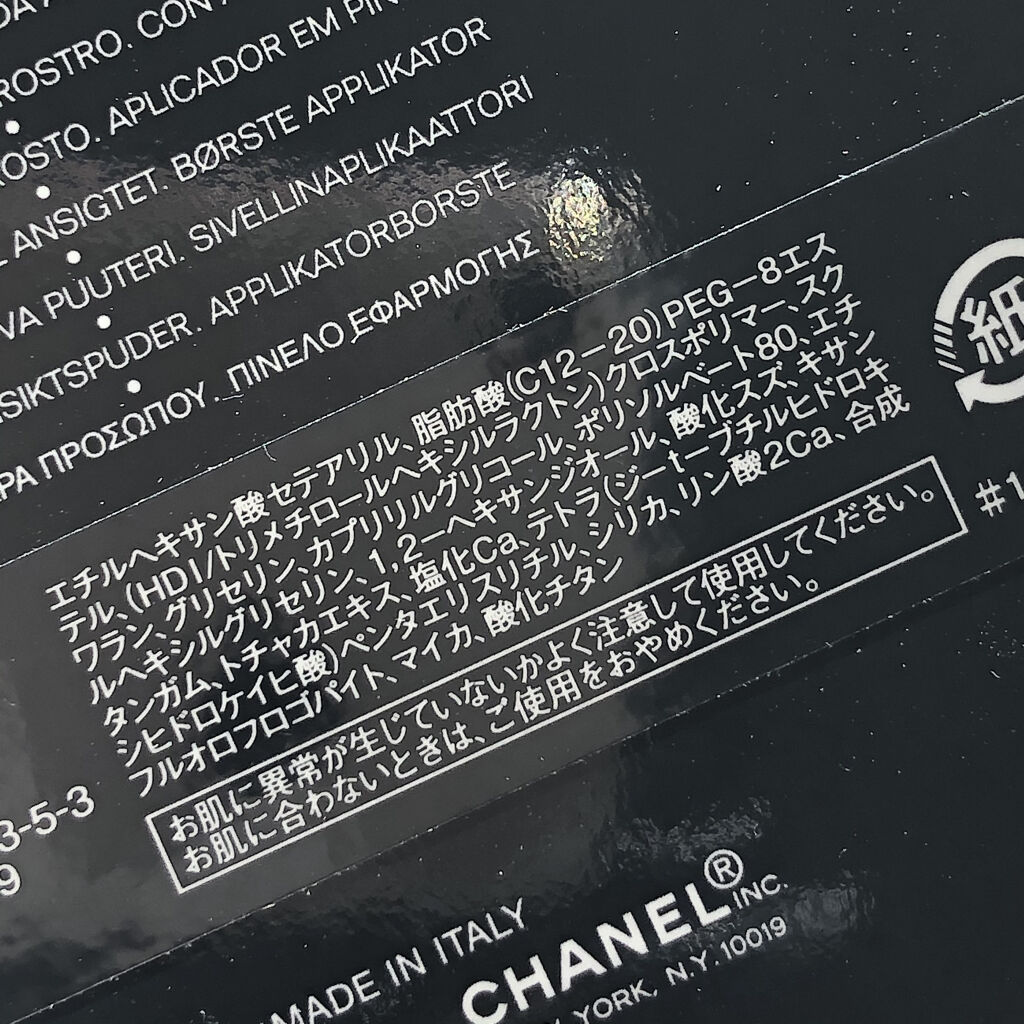 ROSTRO. CON
ROSTO. APLICADOR EM PIN
ANSIGTET. BØRSTE APPLIKATOR
VA PUUTERI. SIVELLINAPLIKAATTORI
SIKTSPUDER. APPLIKATORBORSTE
ΡΑ ΠΡΟΣΩΠΟΥ. ΠΙΝΕΛΟ ΕΦΑΡΜΟΓΗΣ
エチルヘキサン酸セテアリル、脂肪酸(C12-20)PEG-8エス
テル、(HDI/トリメチロールヘキシルラクトン)クロスポリマー、スク
ワラン、グリセリン、カプリリルグリコール、ポリソルベート80、エチ
ルヘキシルグリセリン、1,2-ヘキサンジオール、酸化スズ、キサン
タンガム、トチャカエキス、塩化Ca、テトラ(ジ-t-ブチルヒドロキ
シヒドロケイヒ酸)ペンタエリスリチル、シリカ、リン酸2Ca、合成
フルオロフロゴパイト、マイカ、酸化チタン
お肌に異常が生じていないかよく注意して使用してください。
お肌に合わないときは、ご使用をおやめください。
紙
#1
3-5-3
9
MADE IN ITALY
CHANEL® INC.
YORK, N.Y. 10019